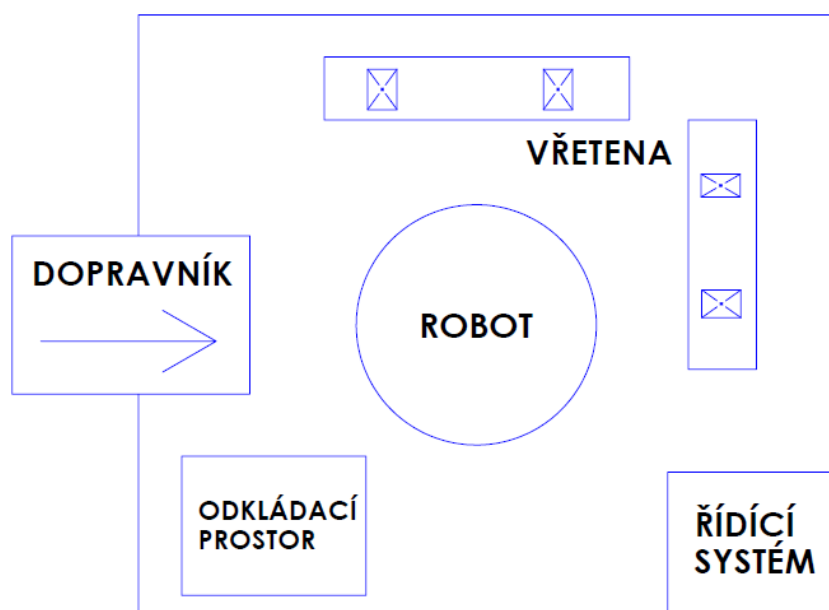 VŘETENA
DOPRAVNÍK
ROBOT
ODKLÁDACÍ
PROSTOR
ŘÍDÍCÍ
SYSTÉM